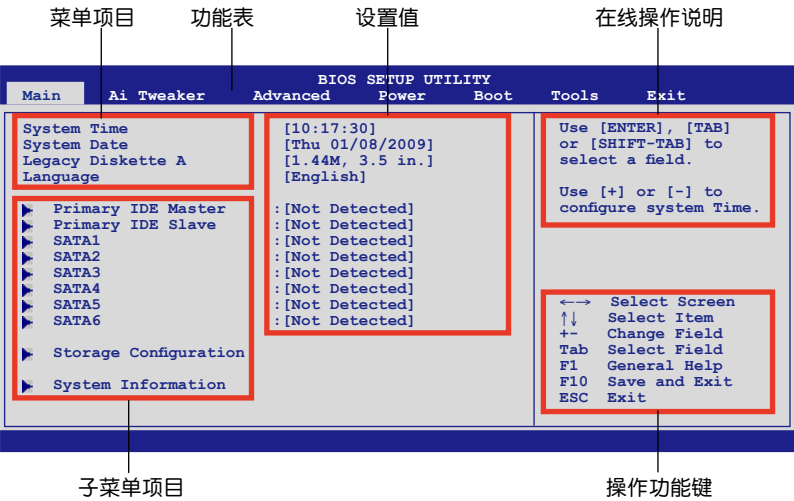 菜单项目 功能表 设置值 在线操作说明
BIOS SETUP UTILITY
Main Ai Tweaker Advanced Power Boot Tools Exit
System Time [10:17:30]
System Date [Thu 01/08/2009]
Legacy Diskette A [1.44M, 3.5 in.]
Language [English]
Primary IDE Master :[Not Detected]
Primary IDE Slave :[Not Detected]
SATA1 :[Not Detected]
SATA2 :[Not Detected]
SATA3 :[Not Detected]
SATA4 :[Not Detected]
SATA5 :[Not Detected]
SATA6 :[Not Detected]
Storage Configuration
System Information
Use [ENTER], [TAB]
or [SHIFT-TAB] to
select a field.
Use [+] or [-] to
configure system Time.
←→ Select Screen
↑↓ Select Item
+- Change Field
Tab Select Field
F1 General Help
F10 Save and Exit
ESC Exit
子菜单项目 操作功能键